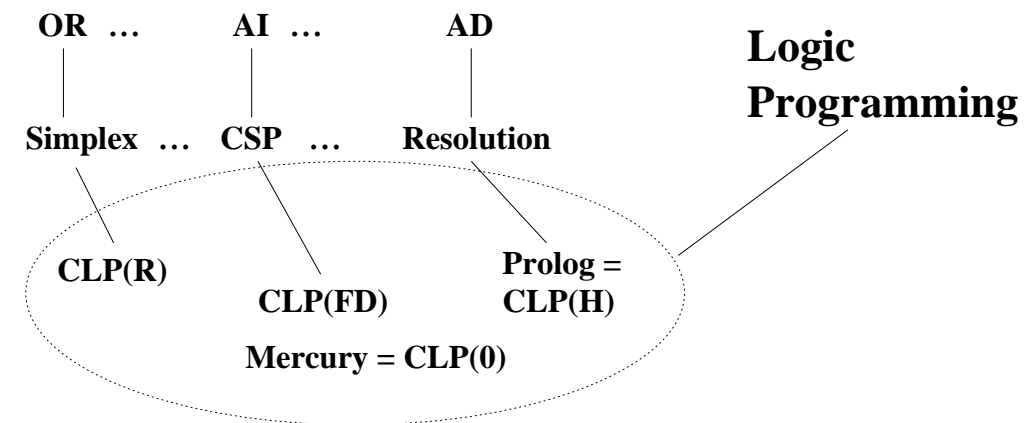 OR … AI … AD
Logic
Programming
Simplex … CSP … Resolution
CLP(R)
CLP(FD)
Prolog =
CLP(H)
Mercury = CLP(0)